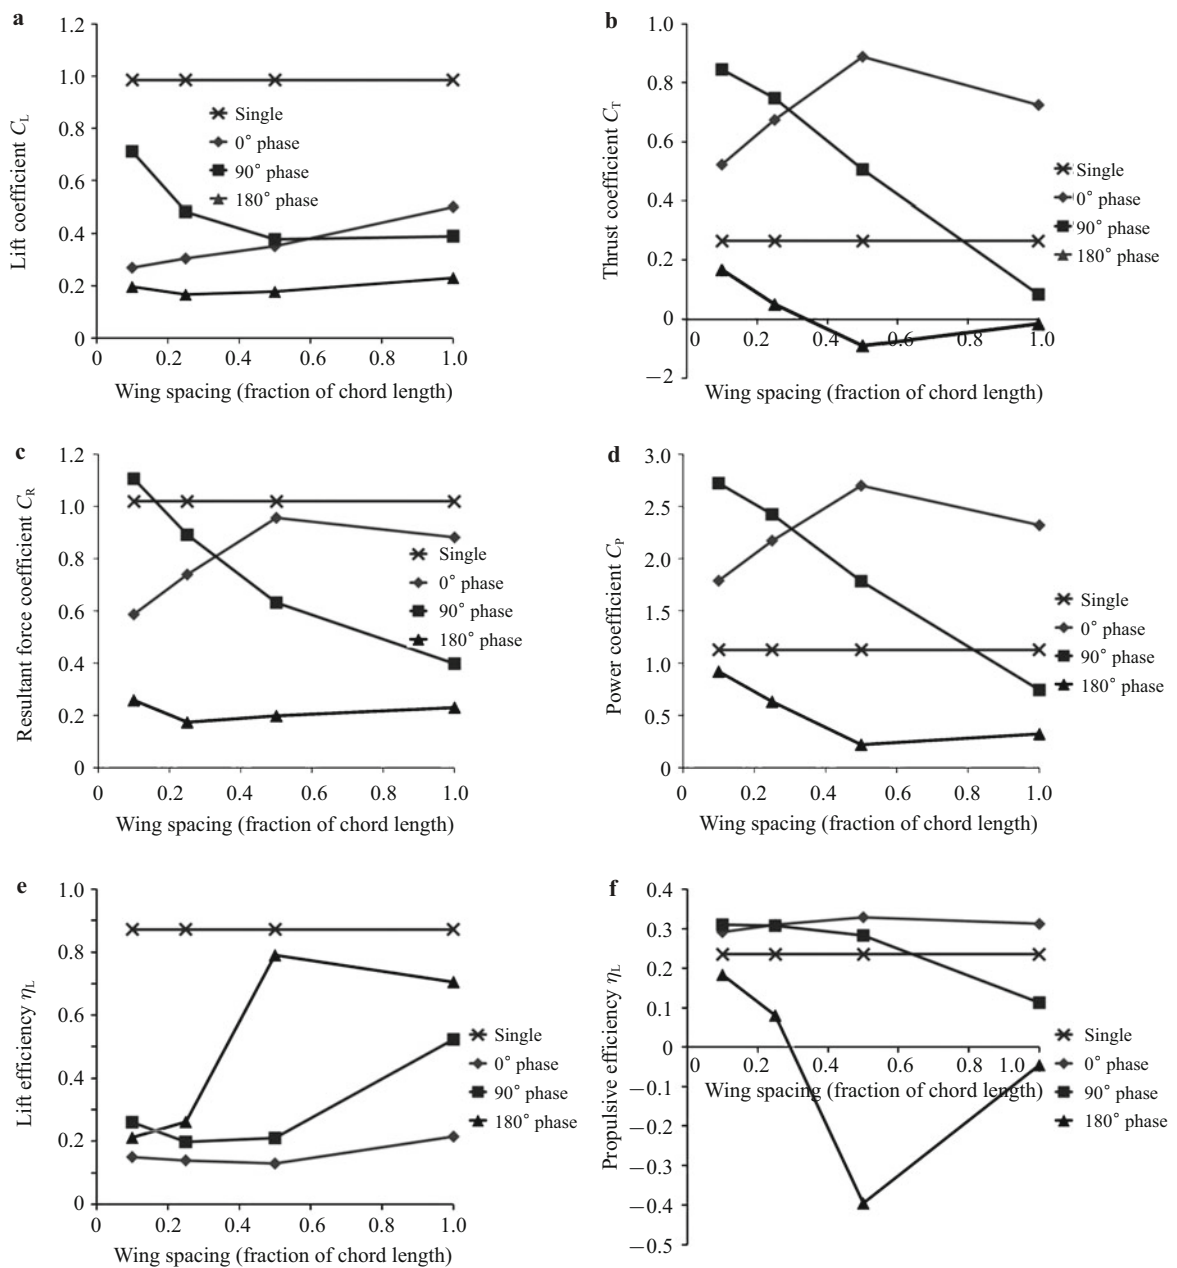 a
1.2
1.0
0.8
0.6
0.4
0.2
0
Lift coefficient C_L
Single
0° phase
90° phase
180° phase
0 0.2 0.4 0.6 0.8 1.0
Wing spacing (fraction of chord length)
b
1.0
0.8
0.6
0.4
0.2
0
−2
Thrust coefficient C_T
Single
0° phase
90° phase
180° phase
0 0.2 0.4 0.6 0.8 1.0
Wing spacing (fraction of chord length)
c
1.2
1.0
0.8
0.6
0.4
0.2
0
Resultant force coefficient C_R
Single
0° phase
90° phase
180° phase
0 0.2 0.4 0.6 0.8 1.0
Wing spacing (fraction of chord length)
d
3.0
2.5
2.0
1.5
1.0
0.5
0
Power coefficient C_P
Single
0° phase
90° phase
180° phase
0 0.2 0.4 0.6 0.8 1.0
Wing spacing (fraction of chord length)
e
1.0
0.8
0.6
0.4
0.2
0
Lift efficiency η_L
Single
0° phase
90° phase
180° phase
0 0.2 0.4 0.6 0.8 1.0
Wing spacing (fraction of chord length)
f
0.4
0.3
0.2
0.1
0
−0.1
−0.2
−0.3
−0.4
−0.5
Propulsive efficiency η_L
Single
0° phase
90° phase
180° phase
0 0.2 0.4 0.6 0.8 1.0
Wing spacing (fraction of chord length)